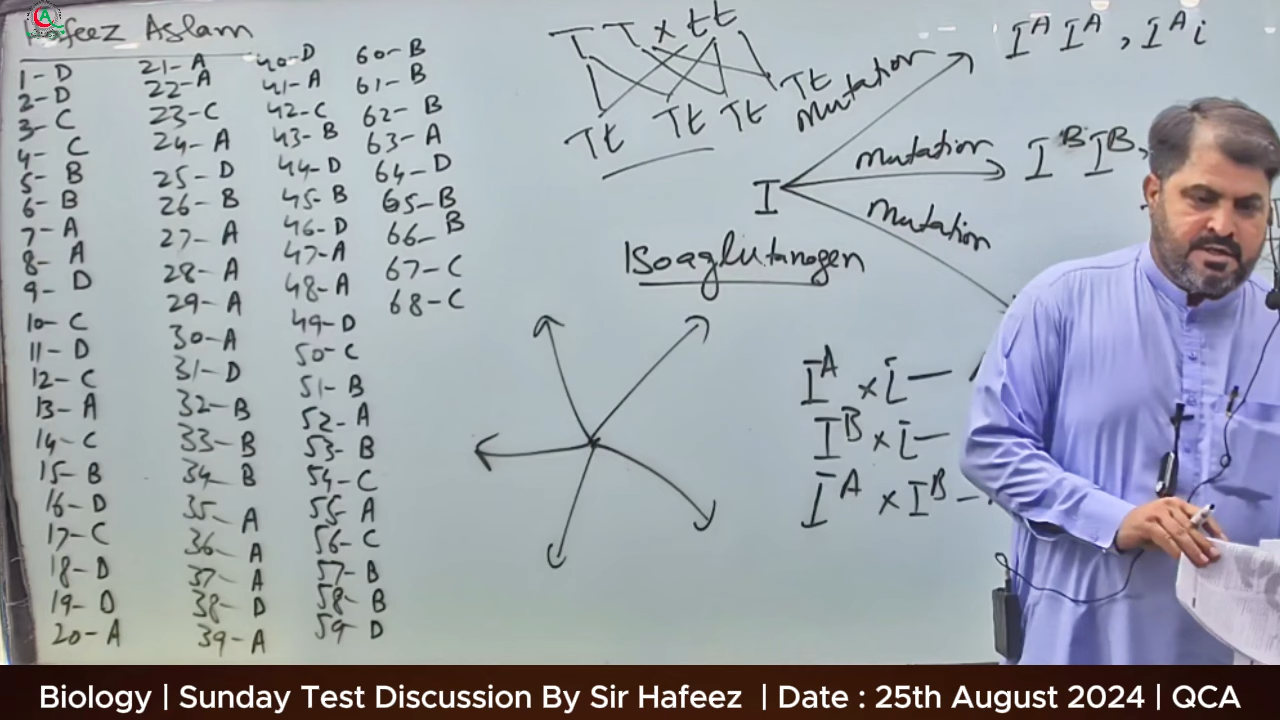 Hafeez Aslam
1-D
2-D
3-C
4-C
5-B
6-B
7-A
8-A
9-D
10-C
11-D
12-C
13-A
14-C
15-B
16-D
17-C
18-D
19-D
20-A
21-A
22-A
23-C
24-A
25-D
26-B
27-A
28-A
29-A
30-A
31-D
32-B
33-B
34-B
35-A
36-A
37-A
38-D
39-A
40-D
41-A
42-C
43-B
44-D
45-B
46-D
47-A
48-A
49-D
50-C
51-B
52-A
53-B
54-C
55-A
56-C
57-B
58-B
59-D
60-B
61-B
62-B
63-A
64-D
65-B
66-B
67-C
68-C
TT x tt
Tt Tt Tt Tt
Mutation
I^A I^A, I^A i
Mutation
I^B I^B,
I
Mutation
Isoaglutanogen
I^A x i —
I^B x i —
I^A x I^B —
Biology | Sunday Test Discussion By Sir Hafeez | Date : 25th August 2024 | QCA